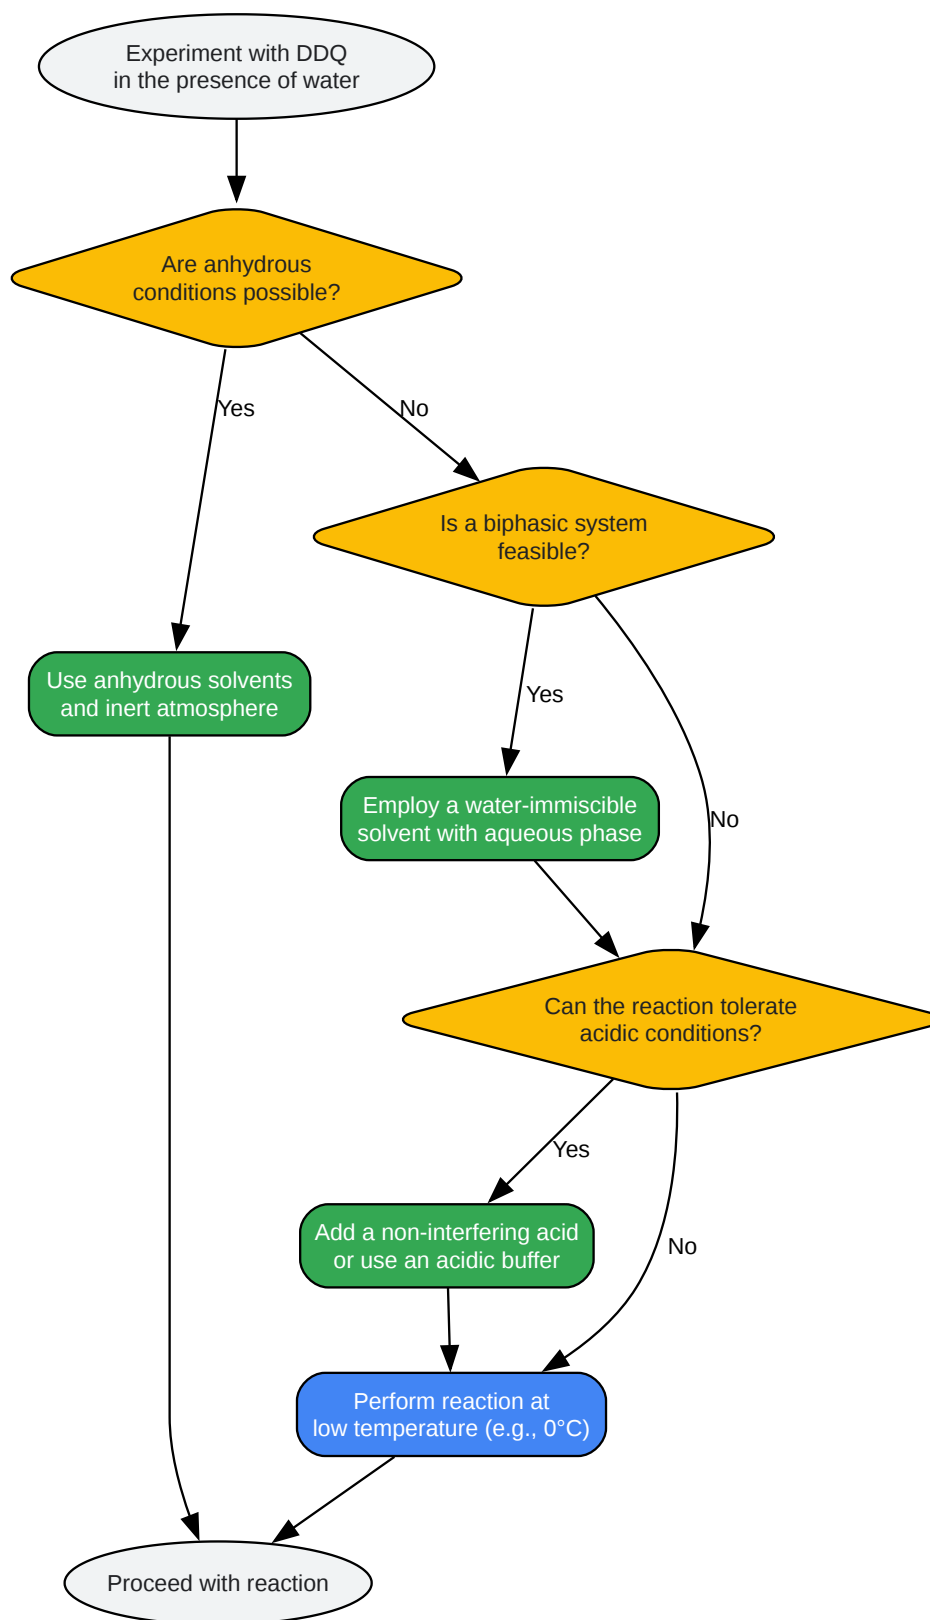 Experiment with DDQ
in the presence of water
Are anhydrous
conditions possible?
Yes
No
Is a biphasic system
feasible?
Use anhydrous solvents
and inert atmosphere
Yes
Employ a water-immiscible
solvent with aqueous phase
No
Can the reaction tolerate
acidic conditions?
Yes
Add a non-interfering acid
or use an acidic buffer
No
Perform reaction at
low temperature (e.g., 0°C)
Proceed with reaction